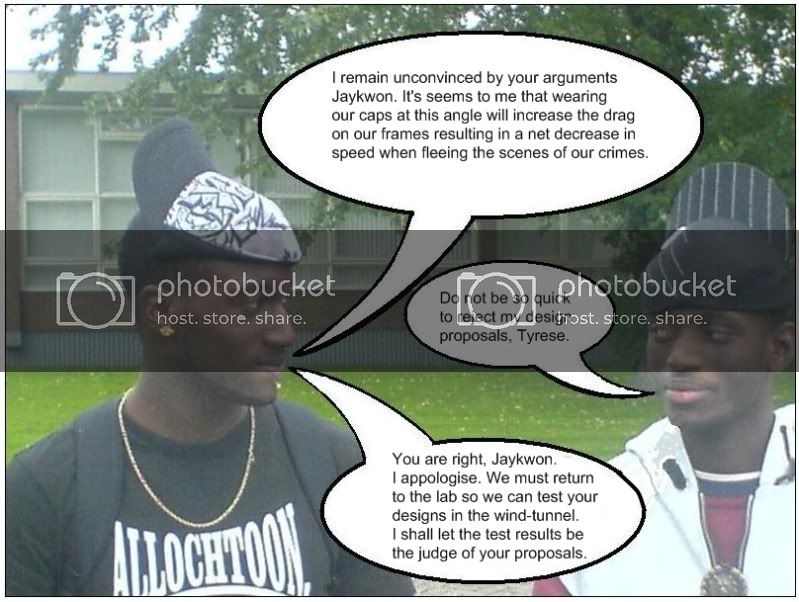 I remain unconvinced by your arguments
Jaykwon. It's seems to me that wearing
our caps at this angle will increase the drag
on our frames resulting in a net decrease in
speed when fleeing the scenes of our crimes.
Do not be so quick
to reject my design
proposals, Tyrese.
photobucket
host. store. share.
photobucket
host. store. share.
You are right, Jaykwon.
I appologise. We must return
to the lab so we can test your
designs in the wind-tunnel.
I shall let the test results be
the judge of your proposals.
ALLOCHTOON.